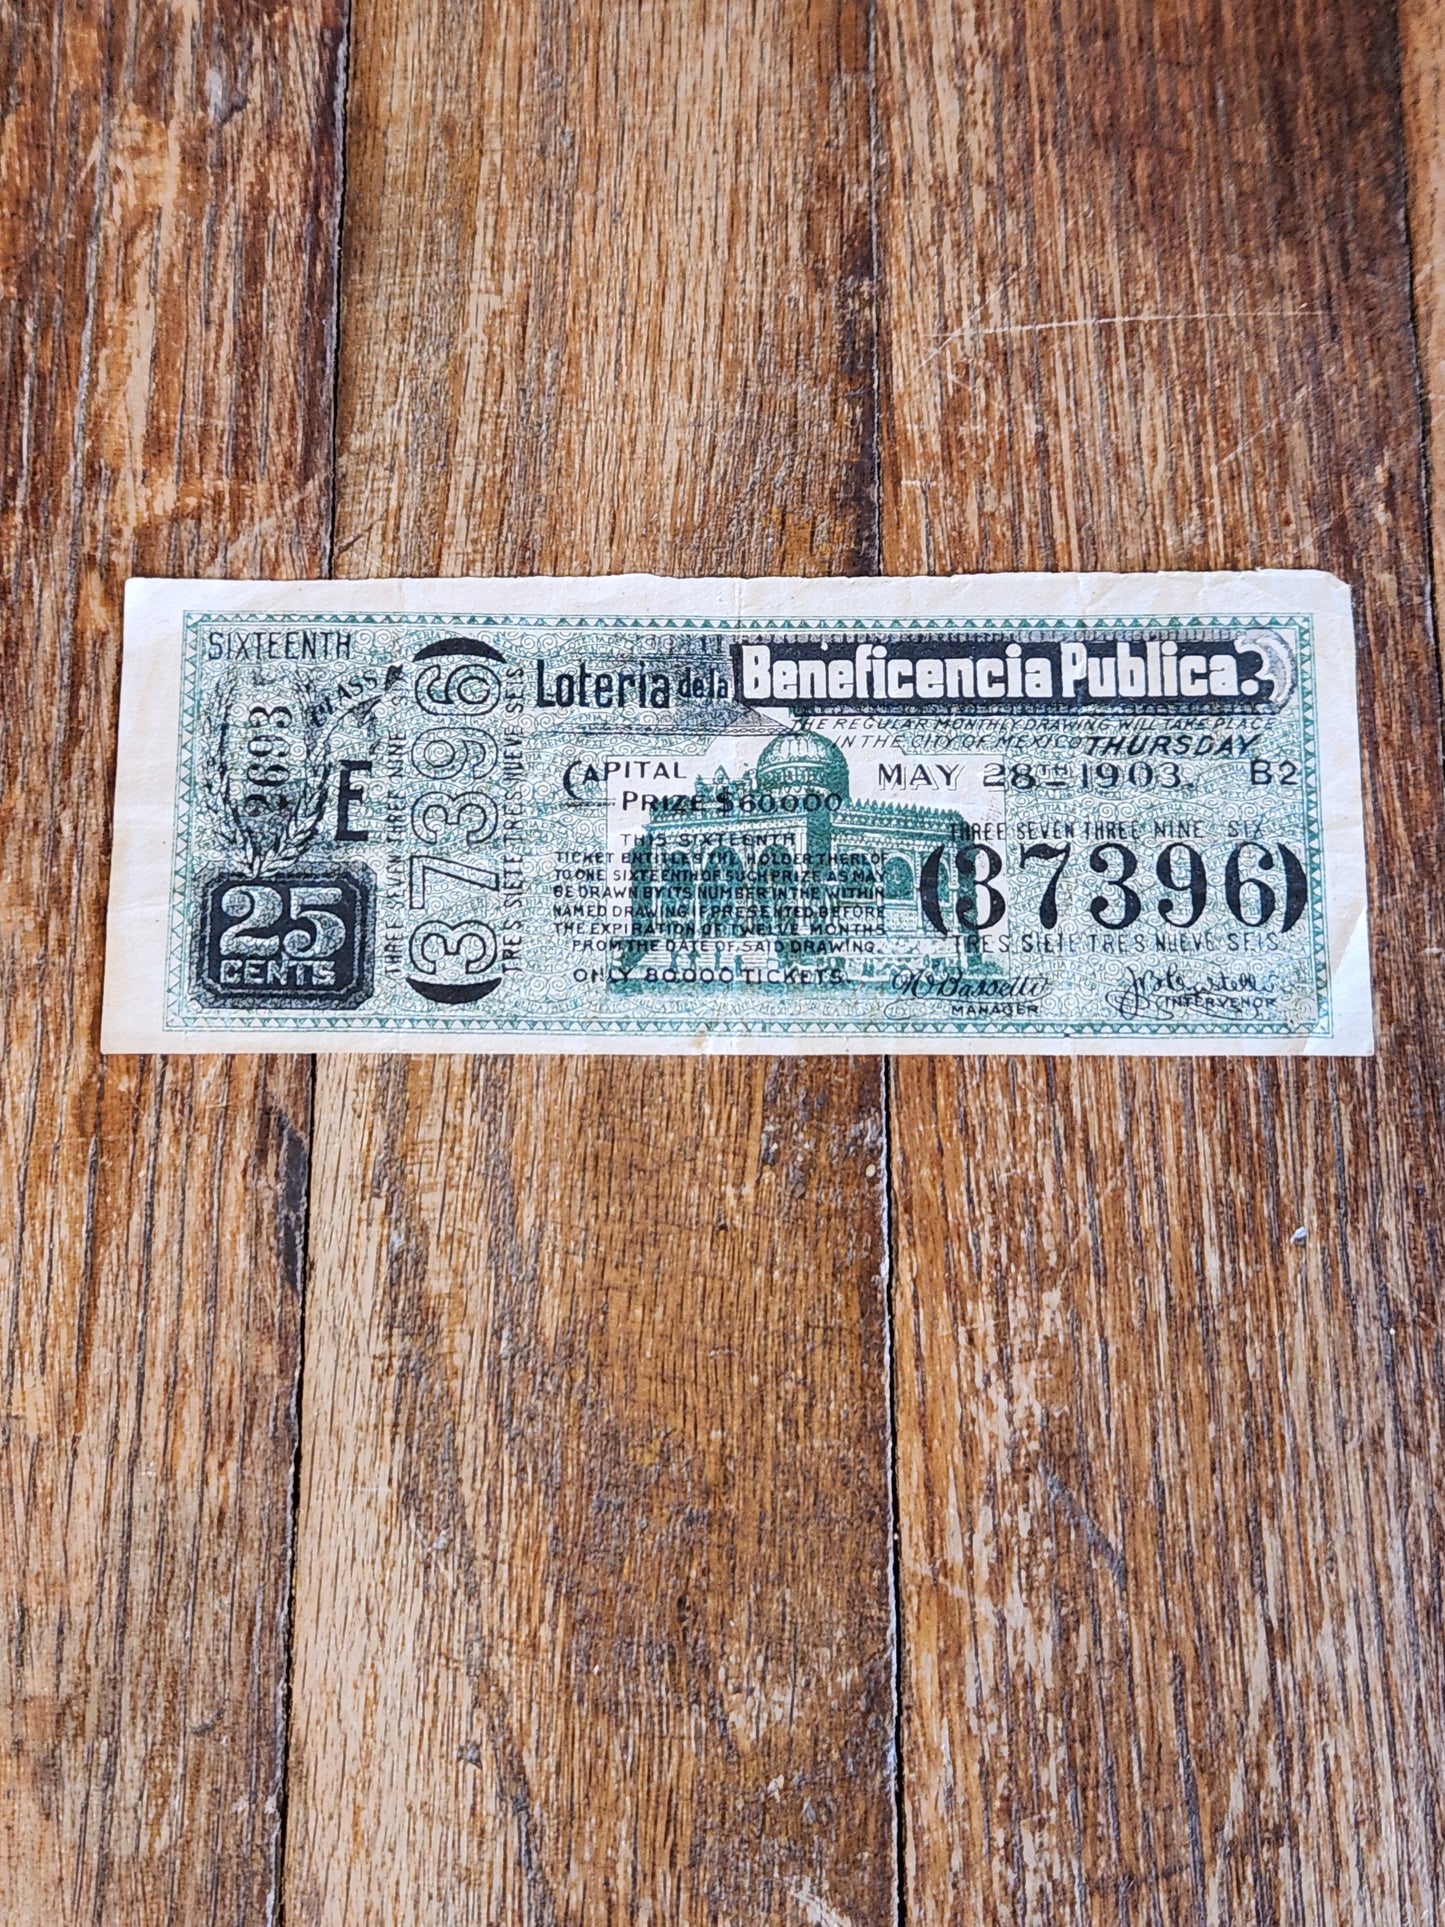 SIXTEENTH
2693
CLASS
E
25
CENTS
THREE SEVEN THREE NINE SIX
(37396)
TRES SIETE TRES NUEVE SEIS
Loteria de la Beneficencia Publica.
THE REGULAR MONTHLY DRAWING WILL TAKE PLACE
IN THE CITY OF MEXICO THURSDAY
MAY 28TH 1903. B2
CAPITAL
PRIZE $60000
THIS SIXTEENTH
TICKET ENTITLES THE HOLDER THEREOF
TO ONE SIXTEENTH OF SUCH PRIZE AS MAY
BE DRAWN BY ITS NUMBER IN THE WITHIN
NAMED DRAWING IF PRESENTED BEFORE
THE EXPIRATION OF TWELVE MONTHS
FROM THE DATE OF SAID DRAWING.
ONLY 80.000 TICKETS.
THREE SEVEN THREE NINE SIX
(37396)
TRES SIETE TRES NUEVE SEIS.
Bassetti
MANAGER
INTERVENOR